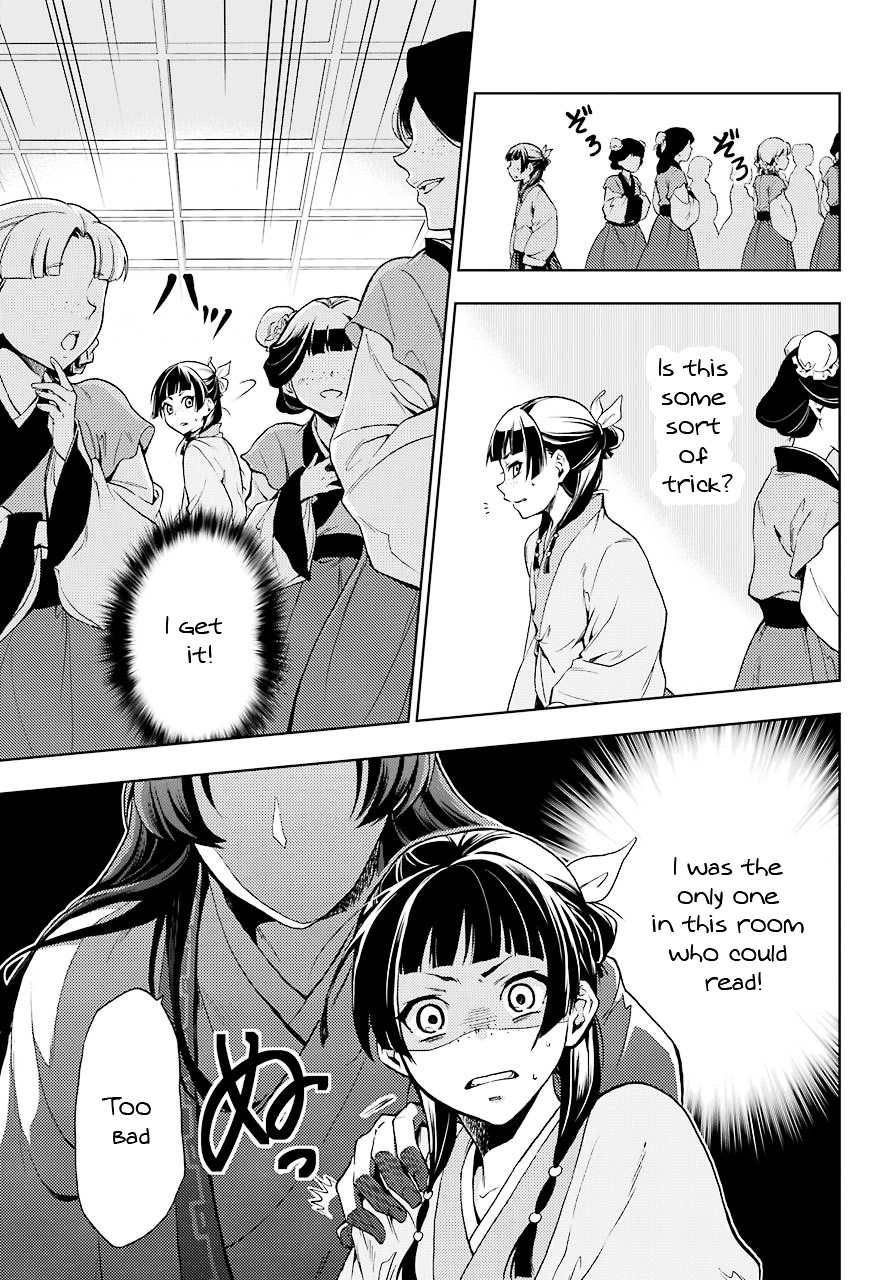 ぞろ
ぞろ
Is this
some
sort
of
trick?
バッ
I get
it!
I was the
only one
in this room
who could
read!
ぬっ
Too
bad